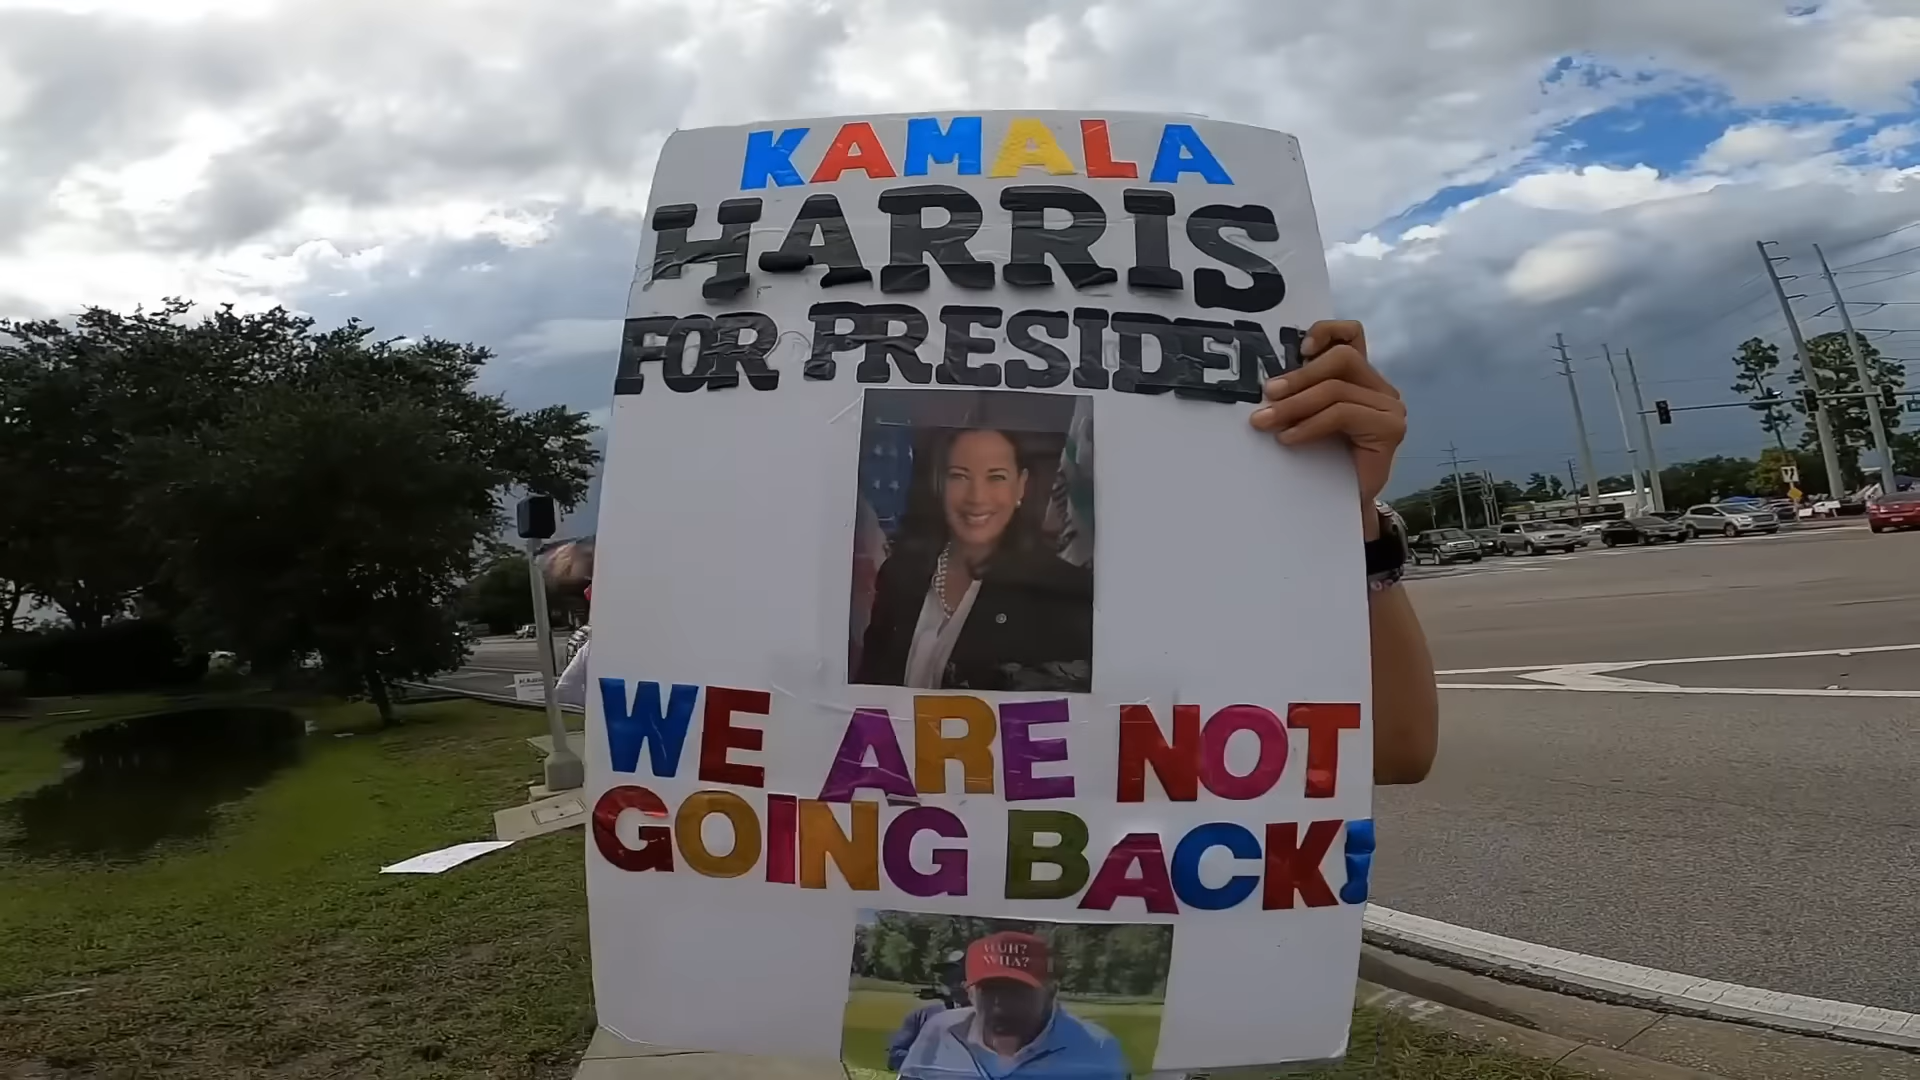 KAMALA
HARRIS
FOR PRESIDEN
WE ARE NOT
GOING BACK!
HUH?
WHA?